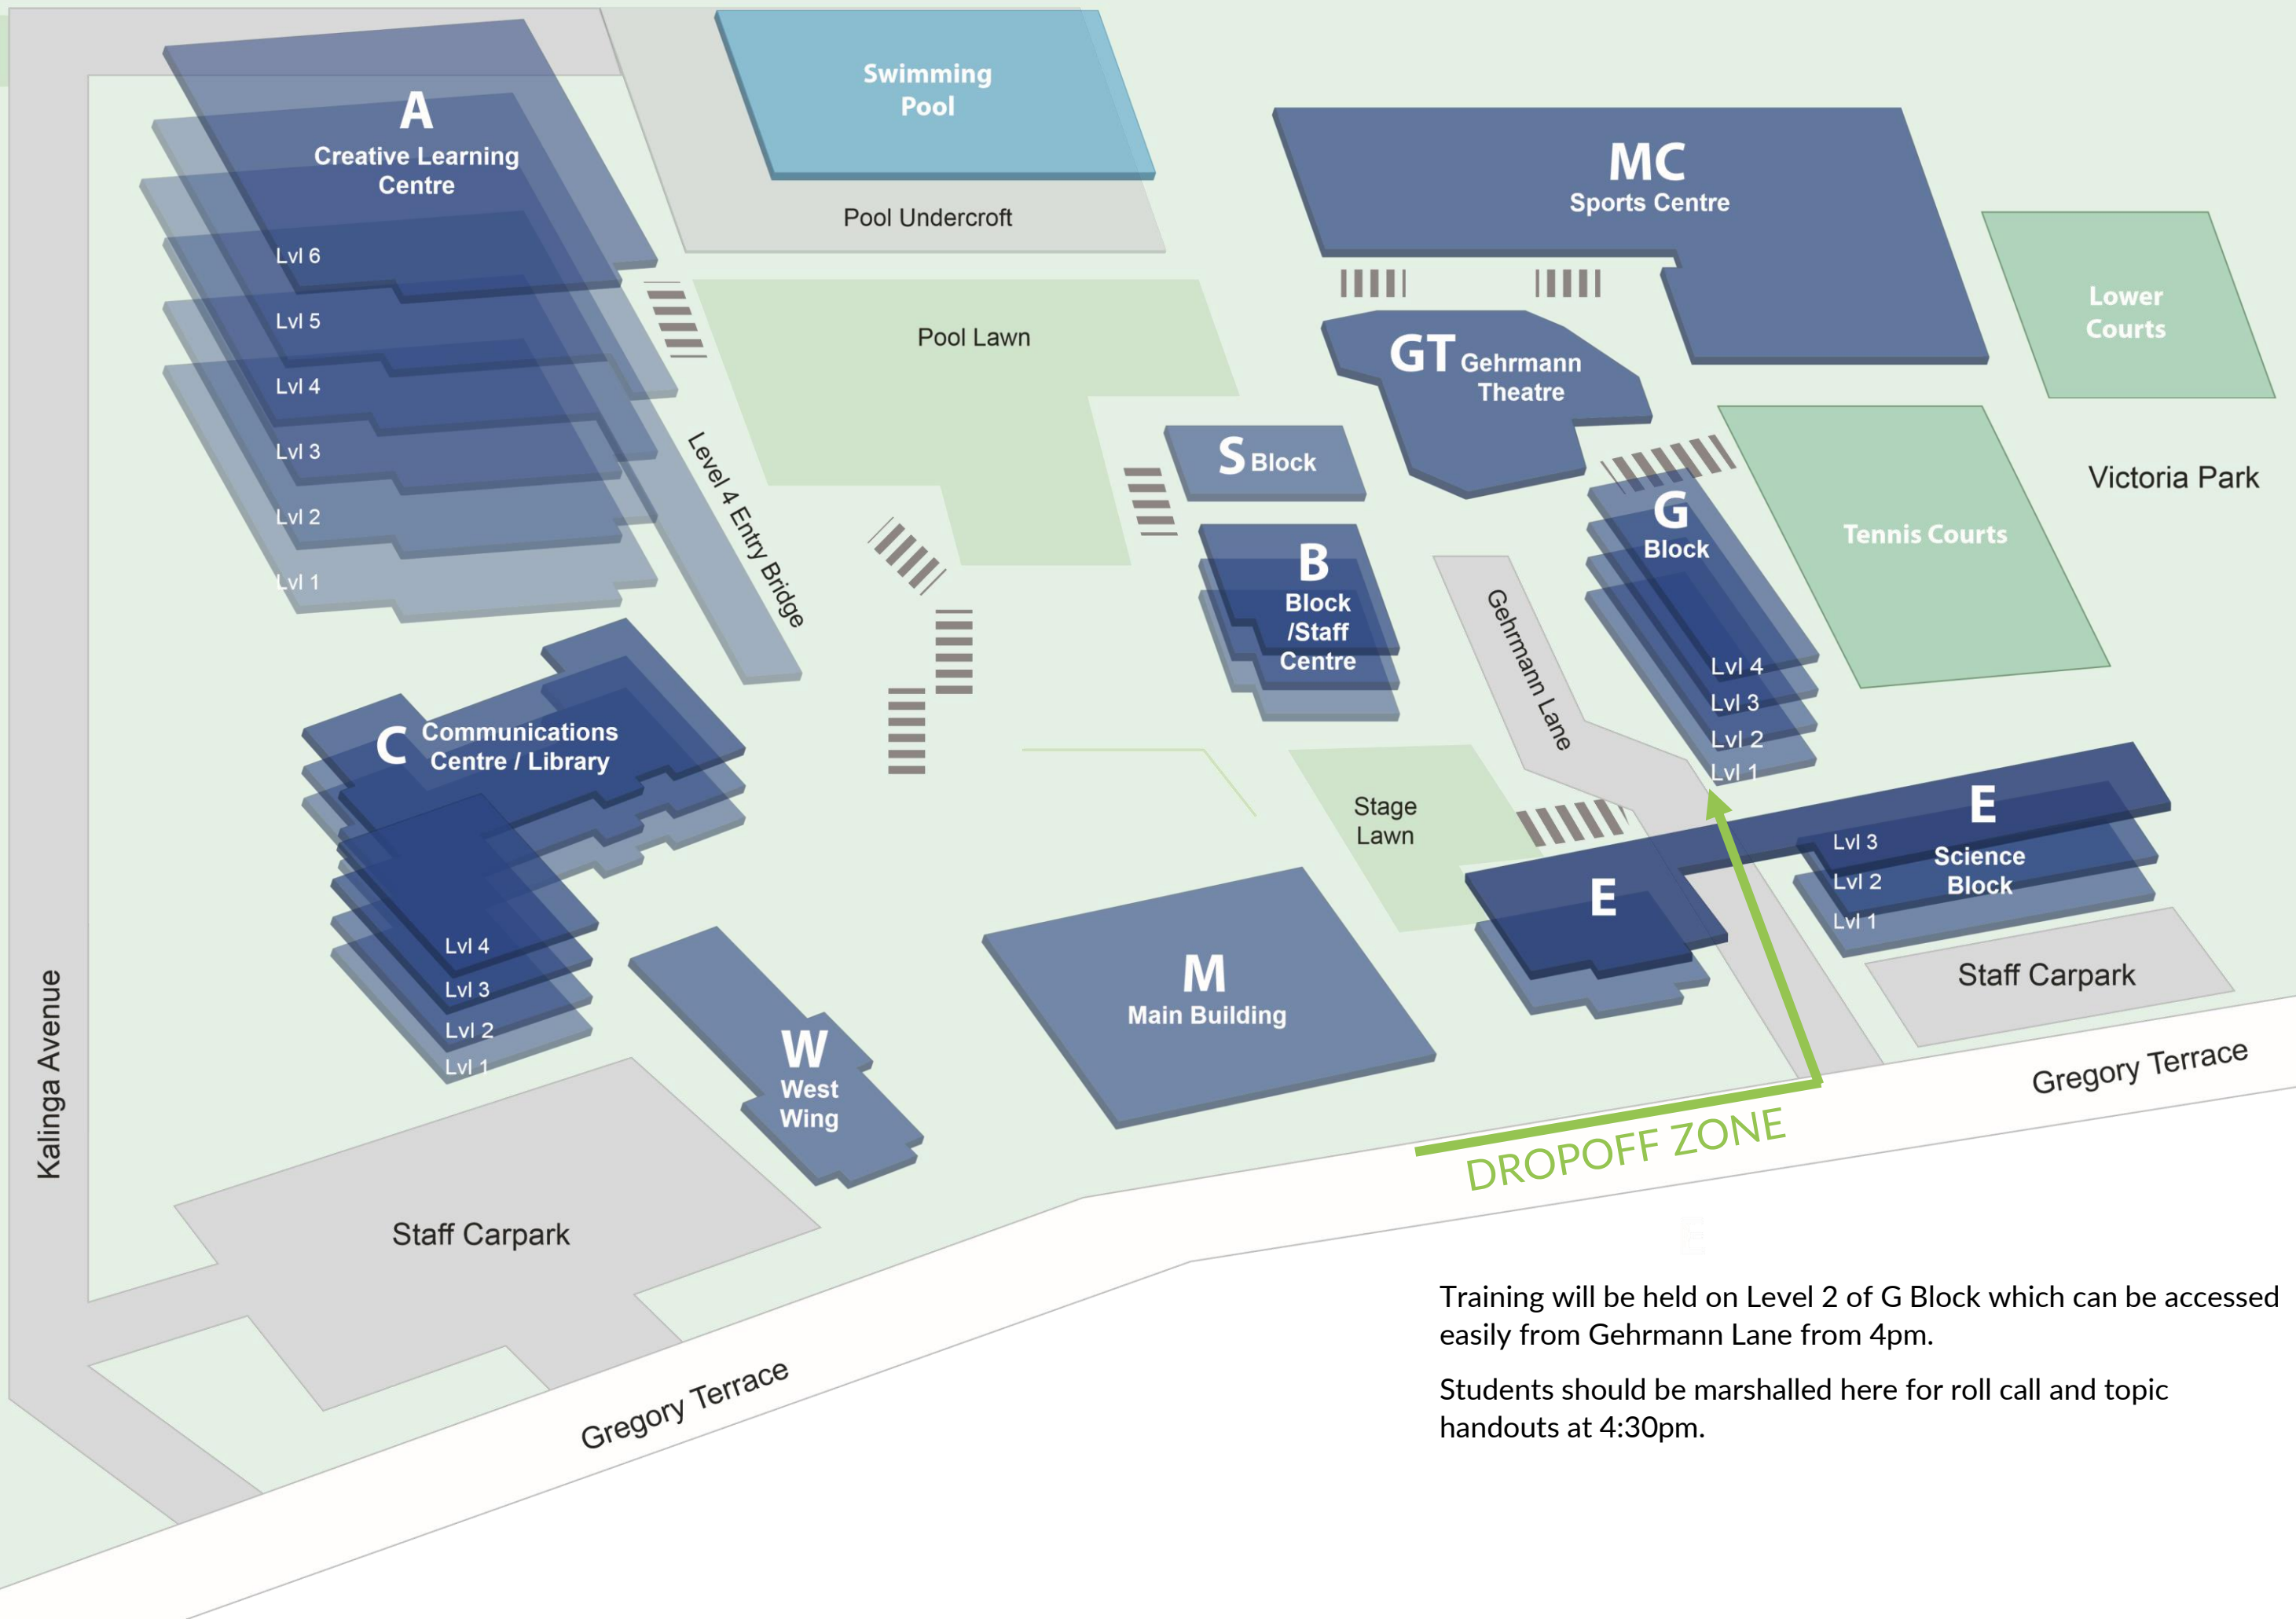 A
Creative Learning
Centre
Lvl 6
Lvl 5
Lvl 4
Lvl 3
Lvl 2
Lvl 1
Swimming
Pool
Pool Undercroft
Pool Lawn
Level 4 Entry Bridge
MC
Sports Centre
GT Gehrmann
Theatre
Lower
Courts
Victoria Park
Tennis Courts
S Block
B
Block
/Staff
Centre
G
Block
Lvl 4
Lvl 3
Lvl 2
Lvl 1
Gehrmann Lane
Stage
Lawn
C Communications
Centre / Library
Lvl 4
Lvl 3
Lvl 2
Lvl 1
E
Science
Block
Lvl 3
Lvl 2
Lvl 1
E
Staff Carpark
M
Main Building
W
West
Wing
Kalinga Avenue
Staff Carpark
Gregory Terrace
Gregory Terrace
DROPOFF ZONE
Training will be held on Level 2 of G Block which can be accessed
easily from Gehrmann Lane from 4pm.
Students should be marshalled here for roll call and topic
handouts at 4:30pm.